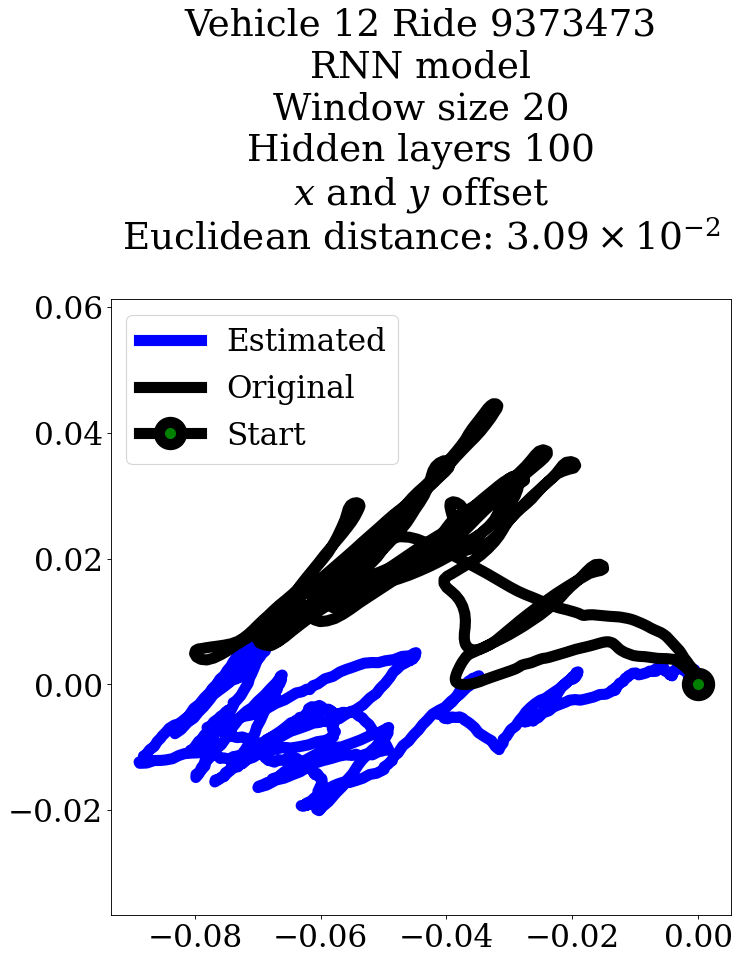 Vehicle 12 Ride 9373473
RNN model
Window size 20
Hidden layers 100
x and y offset
Euclidean distance: 3.09 × 10⁻²
0.06
0.04
0.02
0.00
−0.02
Estimated
Original
Start
−0.08 −0.06 −0.04 −0.02 0.00